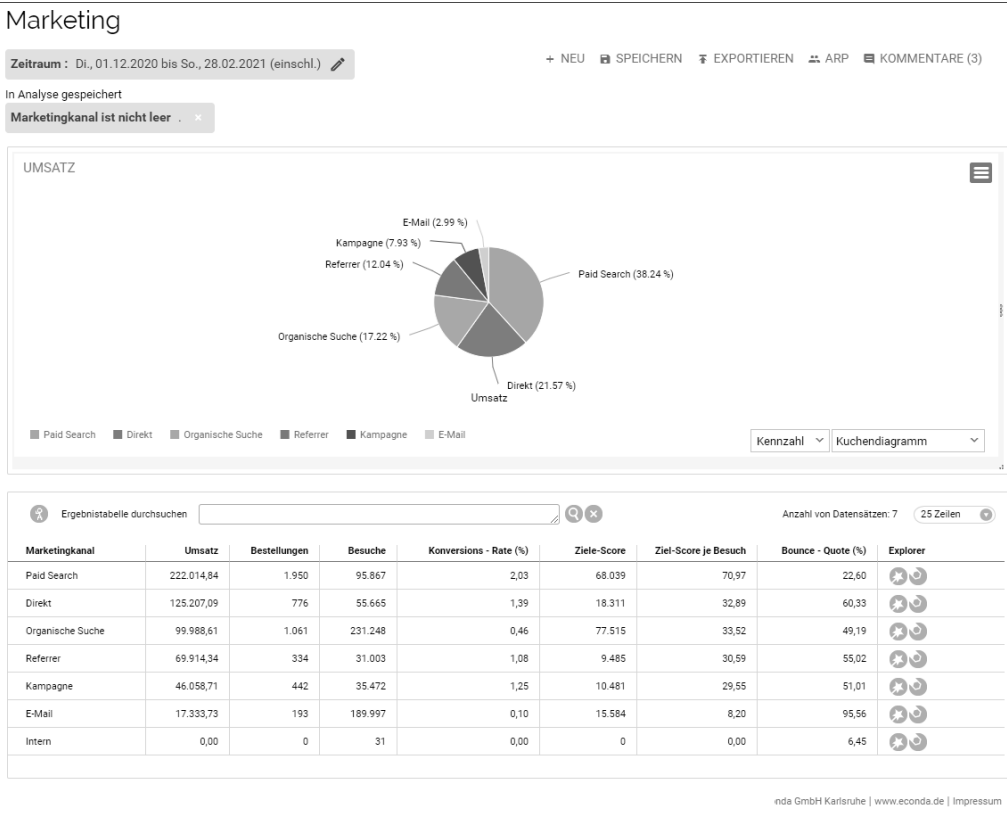 Marketing
Zeitraum : Di., 01.12.2020 bis So., 28.02.2021 (einschl.)
+ NEU SPEICHERN EXPORTIEREN ARP KOMMENTARE (3)
In Analyse gespeichert
Marketingkanal ist nicht leer . ×
UMSATZ
E-Mail (2.99 %)
Kampagne (7.93 %)
Referrer (12.04 %)
Paid Search (38.24 %)
Organische Suche (17.22 %)
Direkt (21.57 %)
Umsatz
Paid Search Direkt Organische Suche Referrer Kampagne E-Mail
Kennzahl Kuchendiagramm
Ergebnistabelle durchsuchen Anzahl von Datensätzen: 7 25 Zeilen
Marketingkanal Umsatz Bestellungen Besuche Konversions - Rate (%) Ziele-Score Ziel-Score je Besuch Bounce - Quote (%) Explorer
Paid Search 222.014,84 1.950 95.867 2,03 68.039 70,97 22,60
Direkt 125.207,09 776 55.665 1,39 18.311 32,89 60,33
Organische Suche 99.988,61 1.061 231.248 0,46 77.515 33,52 49,19
Referrer 69.914,34 334 31.003 1,08 9.485 30,59 55,02
Kampagne 46.058,71 442 35.472 1,25 10.481 29,55 51,01
E-Mail 17.333,73 193 189.997 0,10 15.584 8,20 95,56
Intern 0,00 0 31 0,00 0 0,00 6,45
nda GmbH Karlsruhe | www.econda.de | Impressum